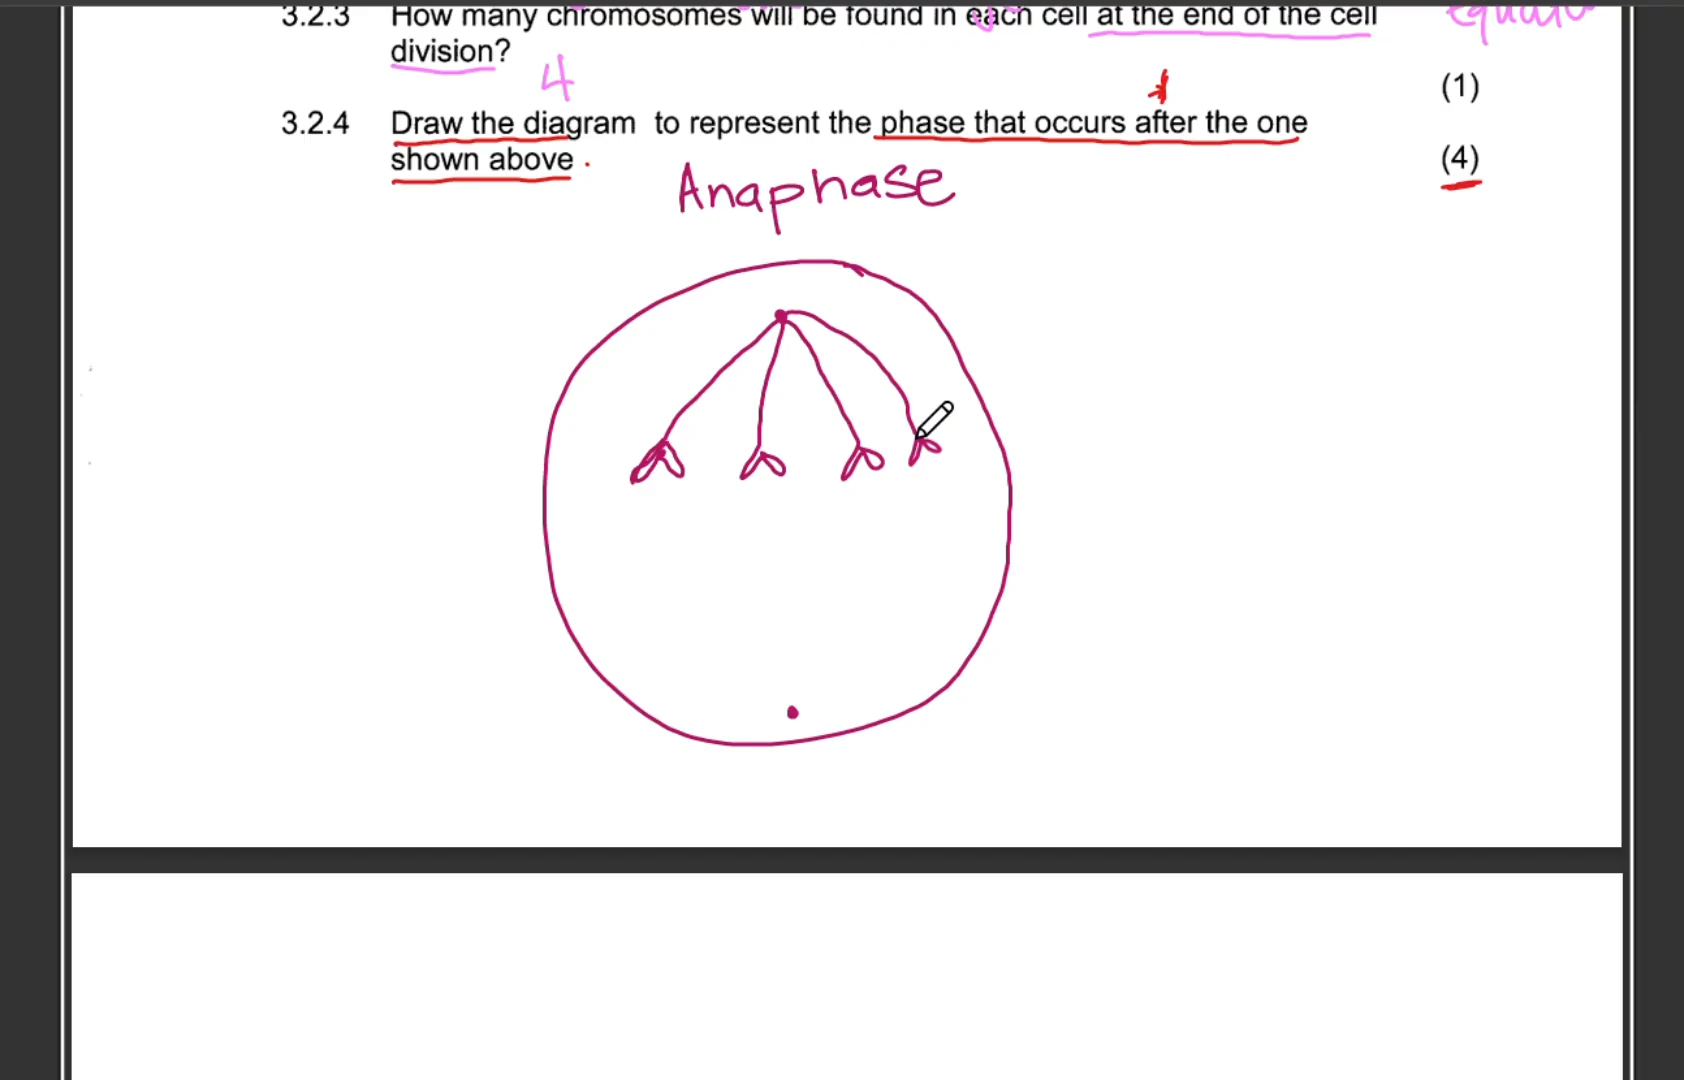 3.2.3 How many chromosomes will be found in each cell at the end of the cell
division?
4
(1)
3.2.4 Draw the diagram to represent the phase that occurs after the one
shown above.
(4)
Anaphase